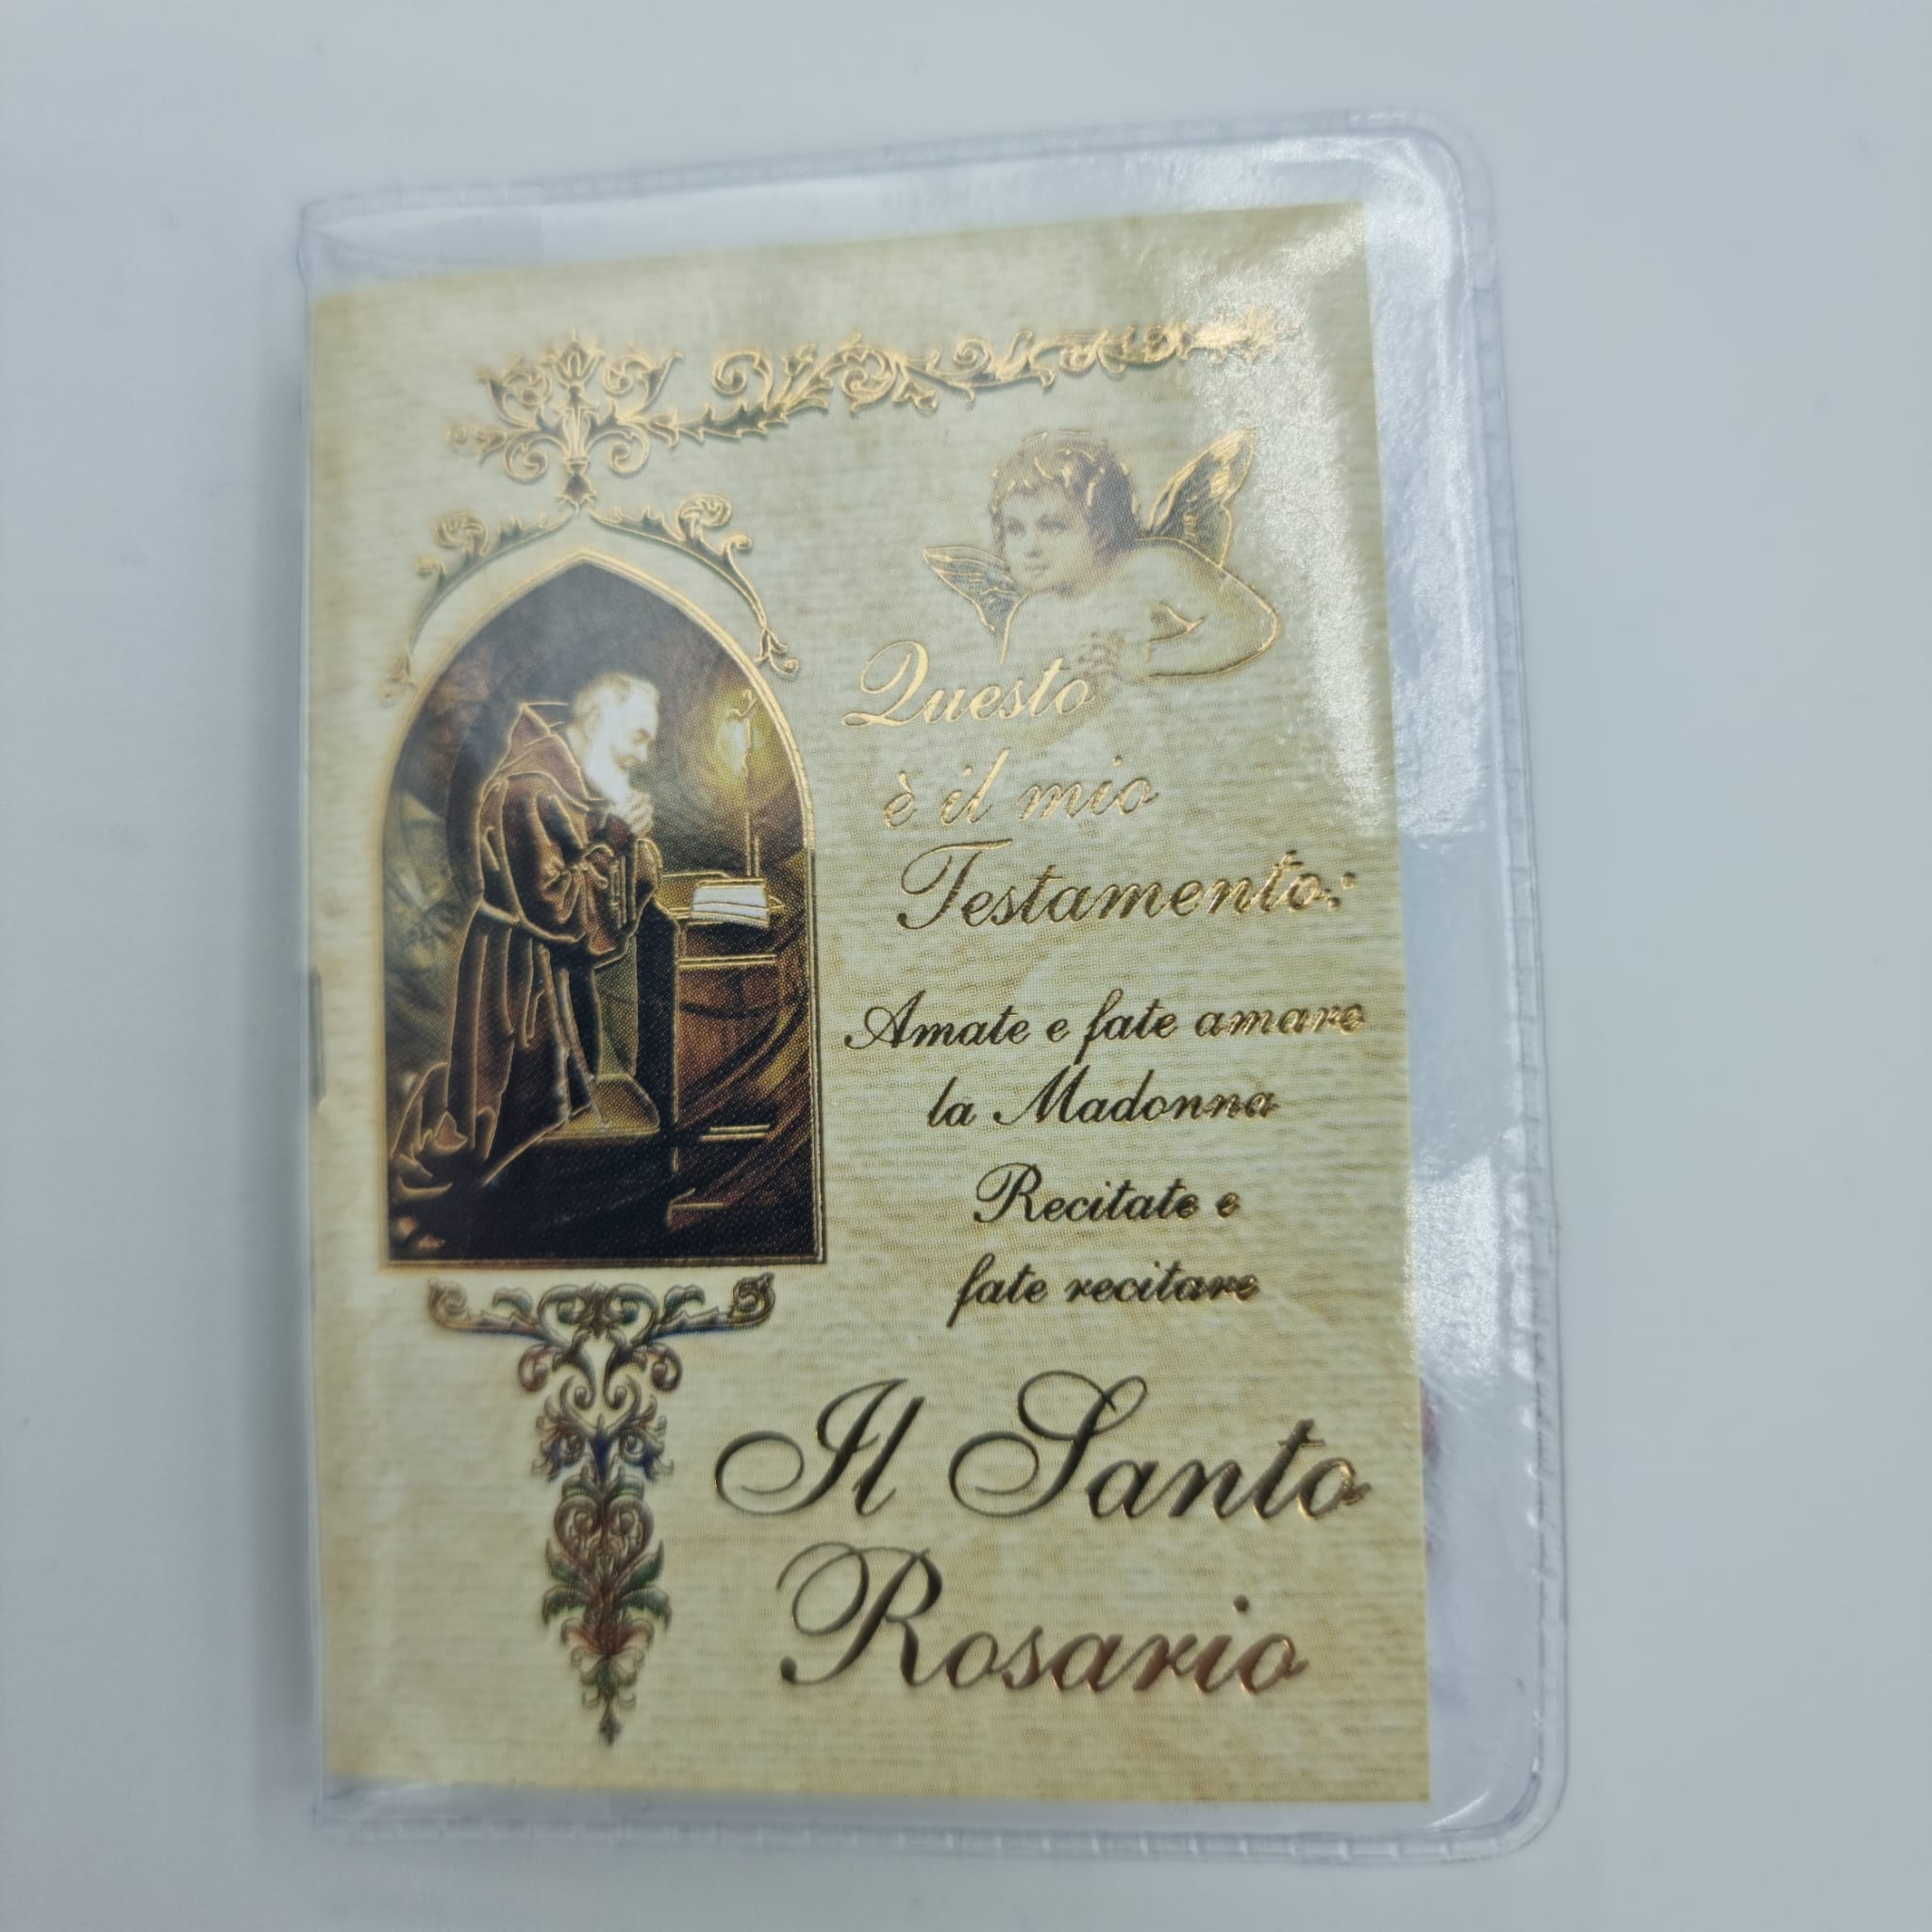 Questo
è il mio
Testamento:
Amate e fate amare
la Madonna
Recitate e
fate recitare
Il Santo
Rosario